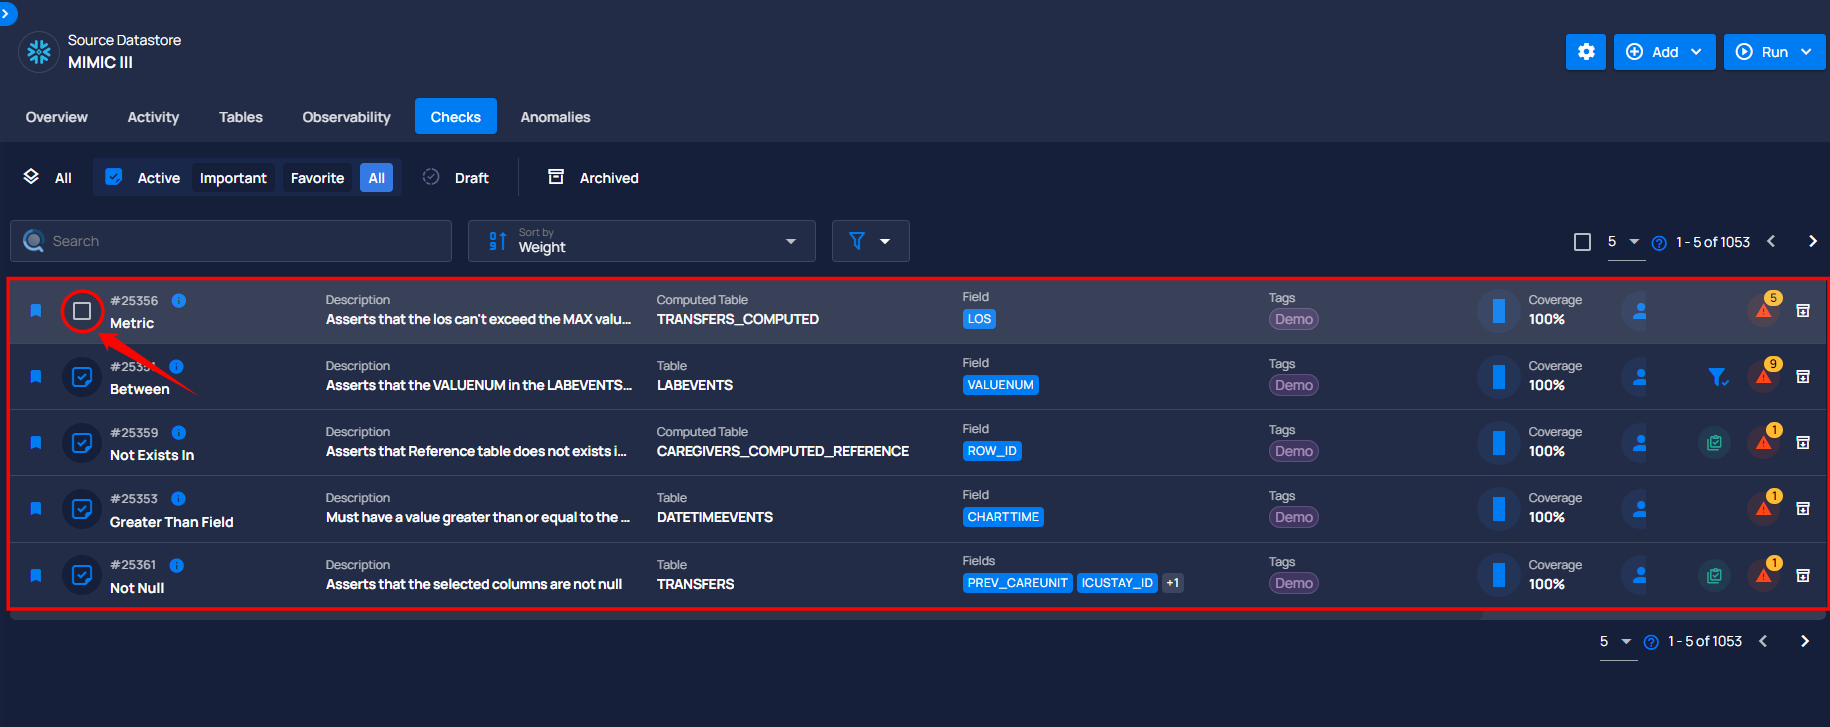 Source Datastore
MIMIC III
Add
Run
Overview
Activity
Tables
Observability
Checks
Anomalies
All
Active
Important
Favorite
All
Draft
Archived
Search
Sort by
Weight
5
1 - 5 of 1053
#25356
Metric
Description
Asserts that the los can't exceed the MAX valu...
Computed Table
TRANSFERS_COMPUTED
Field
LOS
Tags
Demo
Coverage
100%
5
Between
Description
Asserts that the VALUENUM in the LABEVENTS...
Table
LABEVENTS
Field
VALUENUM
Tags
Demo
Coverage
100%
9
#25359
Not Exists In
Description
Asserts that Reference table does not exists i...
Computed Table
CAREGIVERS_COMPUTED_REFERENCE
Field
ROW_ID
Tags
Demo
Coverage
100%
1
#25353
Greater Than Field
Description
Must have a value greater than or equal to the ...
Table
DATETIMEEVENTS
Field
CHARTTIME
Tags
Demo
Coverage
100%
1
#25361
Not Null
Description
Asserts that the selected columns are not null
Table
TRANSFERS
Fields
PREV_CAREUNIT ICUSTAY_ID +1
Tags
Demo
Coverage
100%
1
5
1 - 5 of 1053